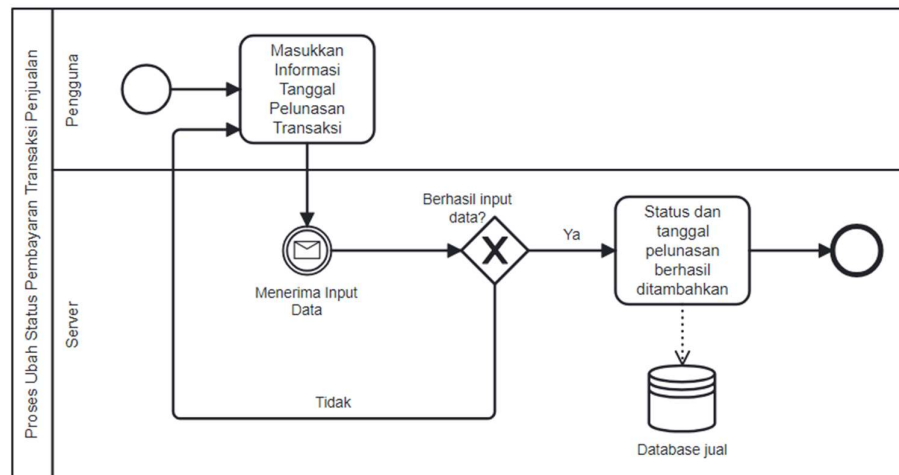 Proses Ubah Status Pembayaran Transaksi Penjualan
Pengguna
Masukkan
Informasi
Tanggal
Pelunasan
Transaksi
Server
Menerima Input
Data
Berhasil input
data?
Ya
Tidak
Status dan
tanggal
pelunasan
berhasil
ditambahkan
Database jual